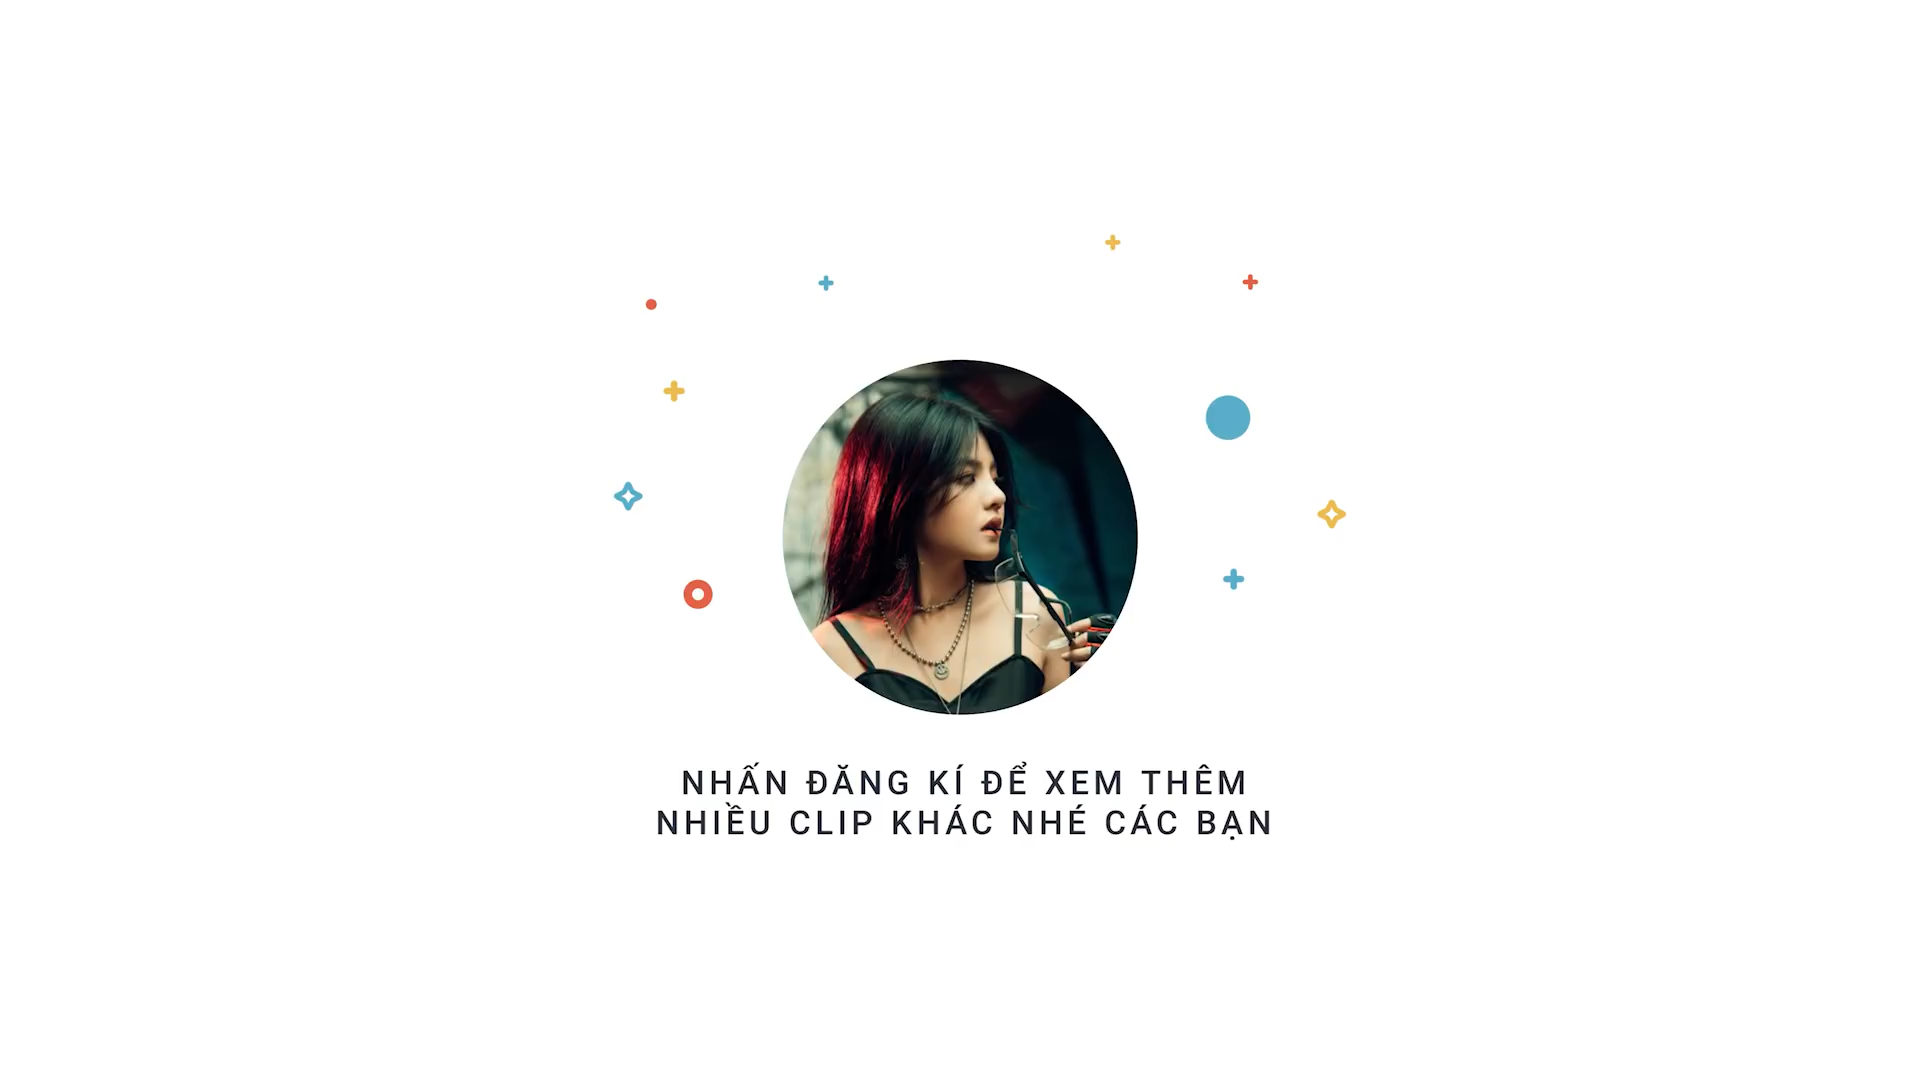 NHẤN ĐĂNG KÍ ĐỂ XEM THÊM
NHIỀU CLIP KHÁC NHÉ CÁC BẠN